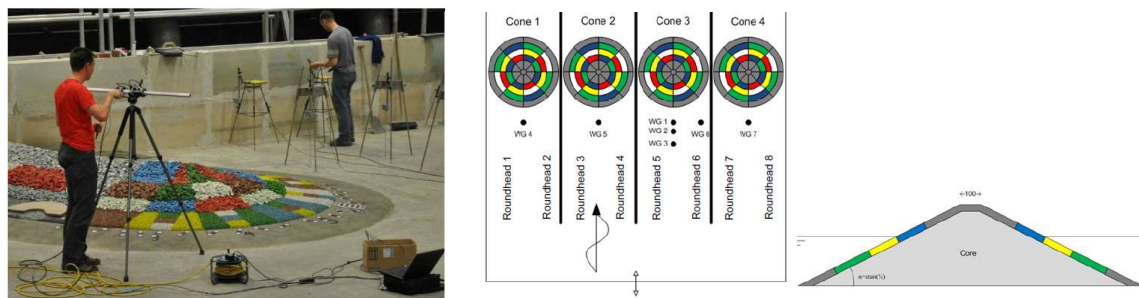 Cone 1 Cone 2 Cone 3 Cone 4
WG 4 WG 5 WG 1 WG 6 WG 7
WG 2
WG 3
Roundhead 1
Roundhead 2
Roundhead 3
Roundhead 4
Roundhead 5
Roundhead 6
Roundhead 7
Roundhead 8
100
Core